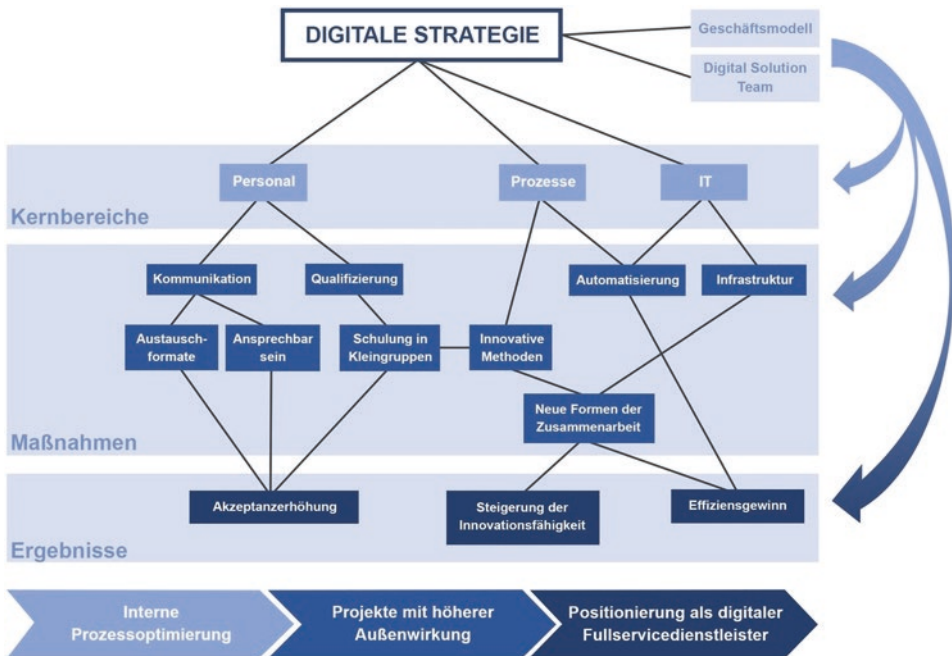 DIGITALE STRATEGIE
Geschäftsmodell
Digital Solution
Team
Personal
Prozesse
IT
Kernbereiche
Kommunikation
Qualifizierung
Automatisierung
Infrastruktur
Austausch-
formate
Ansprechbar
sein
Schulung in
Kleingruppen
Innovative
Methoden
Neue Formen der
Zusammenarbeit
Maßnahmen
Akzeptanzerhöhung
Steigerung der
Innovationsfähigkeit
Effiziensgewinn
Ergebnisse
Interne
Prozessoptimierung
Projekte mit höherer
Außenwirkung
Positionierung als digitaler
Fullservicedienstleister